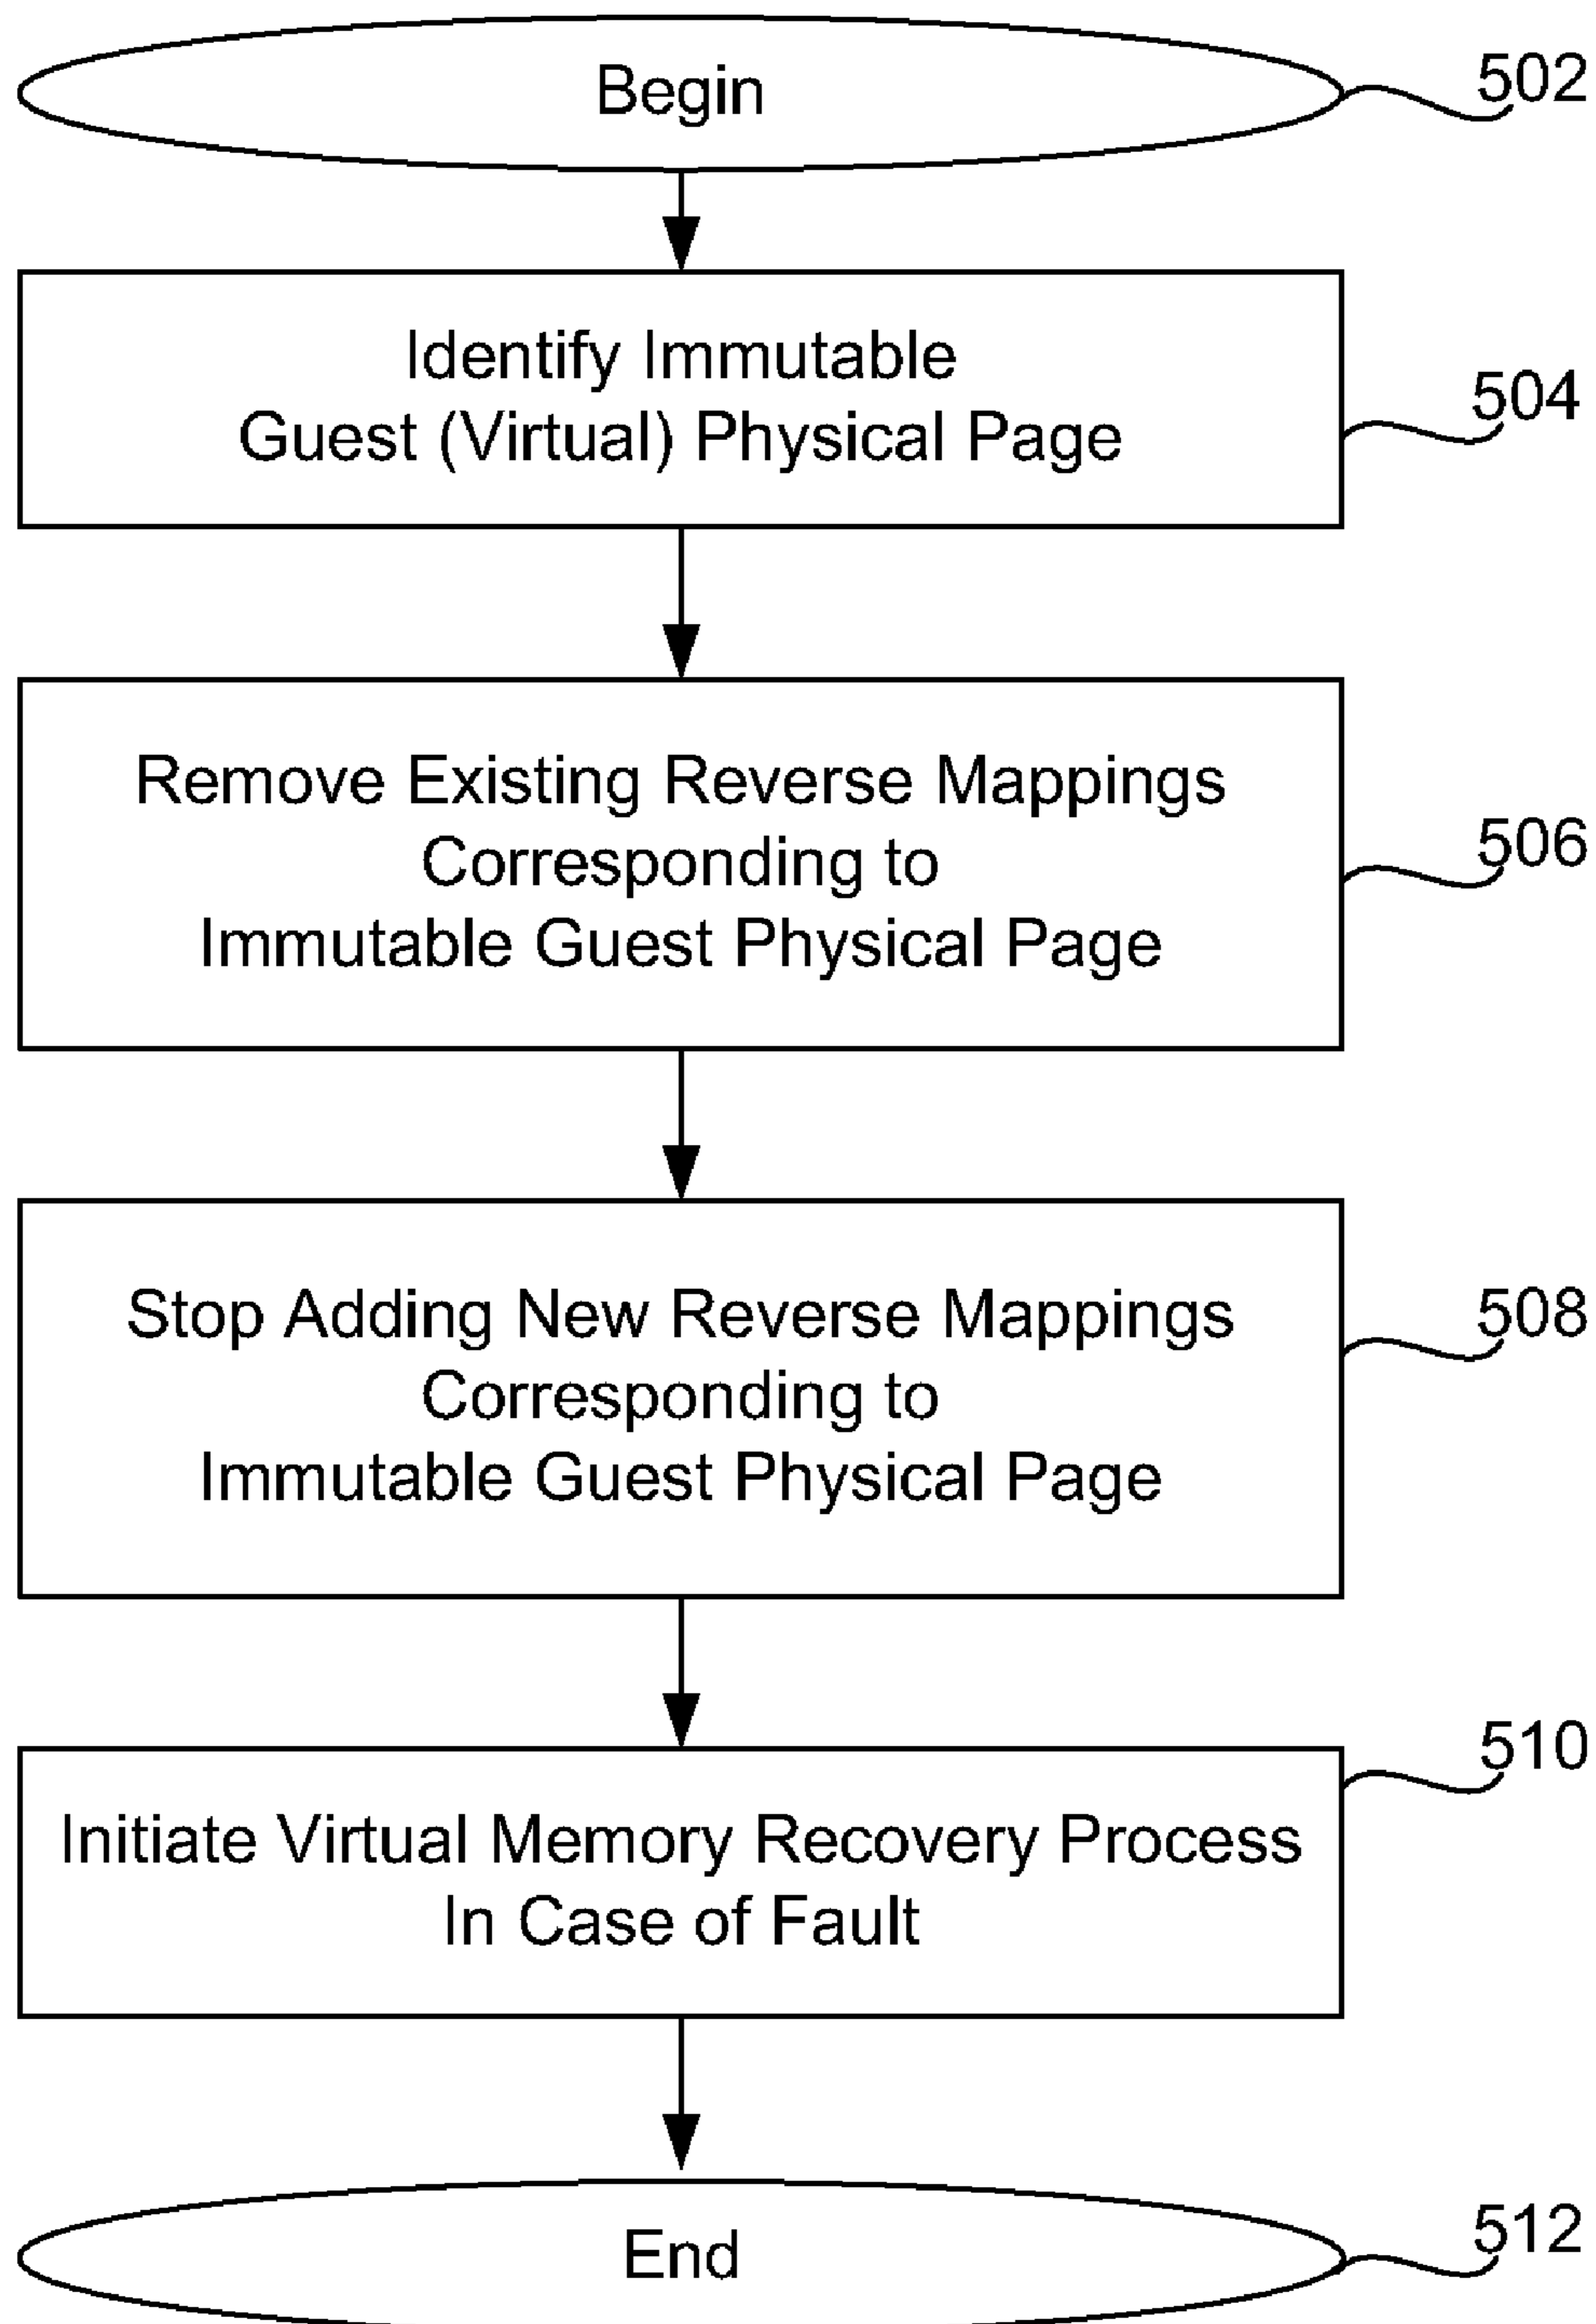 Begin
502
Identify Immutable
Guest (Virtual) Physical Page
504
Remove Existing Reverse Mappings
Corresponding to
Immutable Guest Physical Page
506
Stop Adding New Reverse Mappings
Corresponding to
Immutable Guest Physical Page
508
Initiate Virtual Memory Recovery Process
In Case of Fault
510
End
512